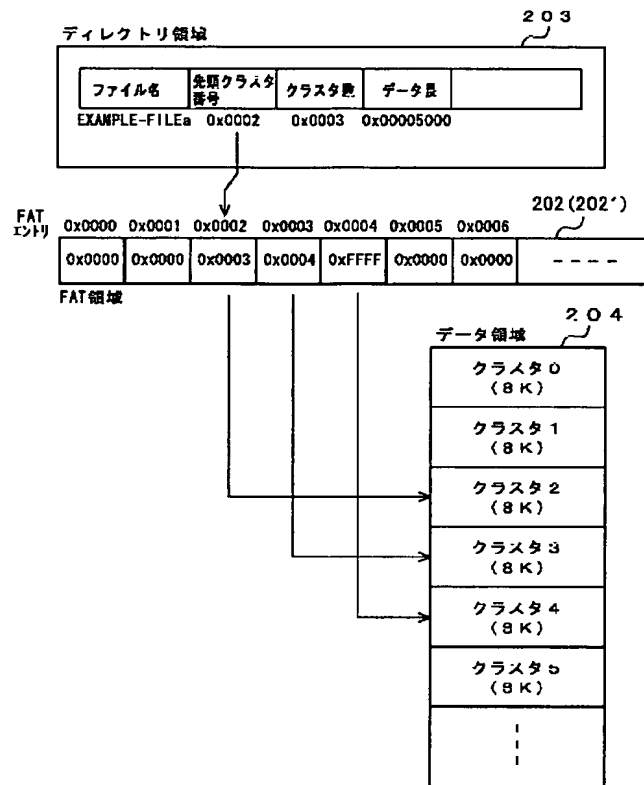 203
ディレクトリ領域
ファイル名 先頭クラスタ番号 クラスタ数 データ長
EXAMPLE-FILEa 0x0002 0x0003 0x00005000
202(202')
FATエントリ 0x0000 0x0001 0x0002 0x0003 0x0004 0x0005 0x0006
0x0000 0x0000 0x0003 0x0004 0xFFFF 0x0000 0x0000 ----
FAT領域
204
データ領域
クラスタ0
(8K)
クラスタ1
(8K)
クラスタ2
(8K)
クラスタ3
(8K)
クラスタ4
(8K)
クラスタ5
(8K)